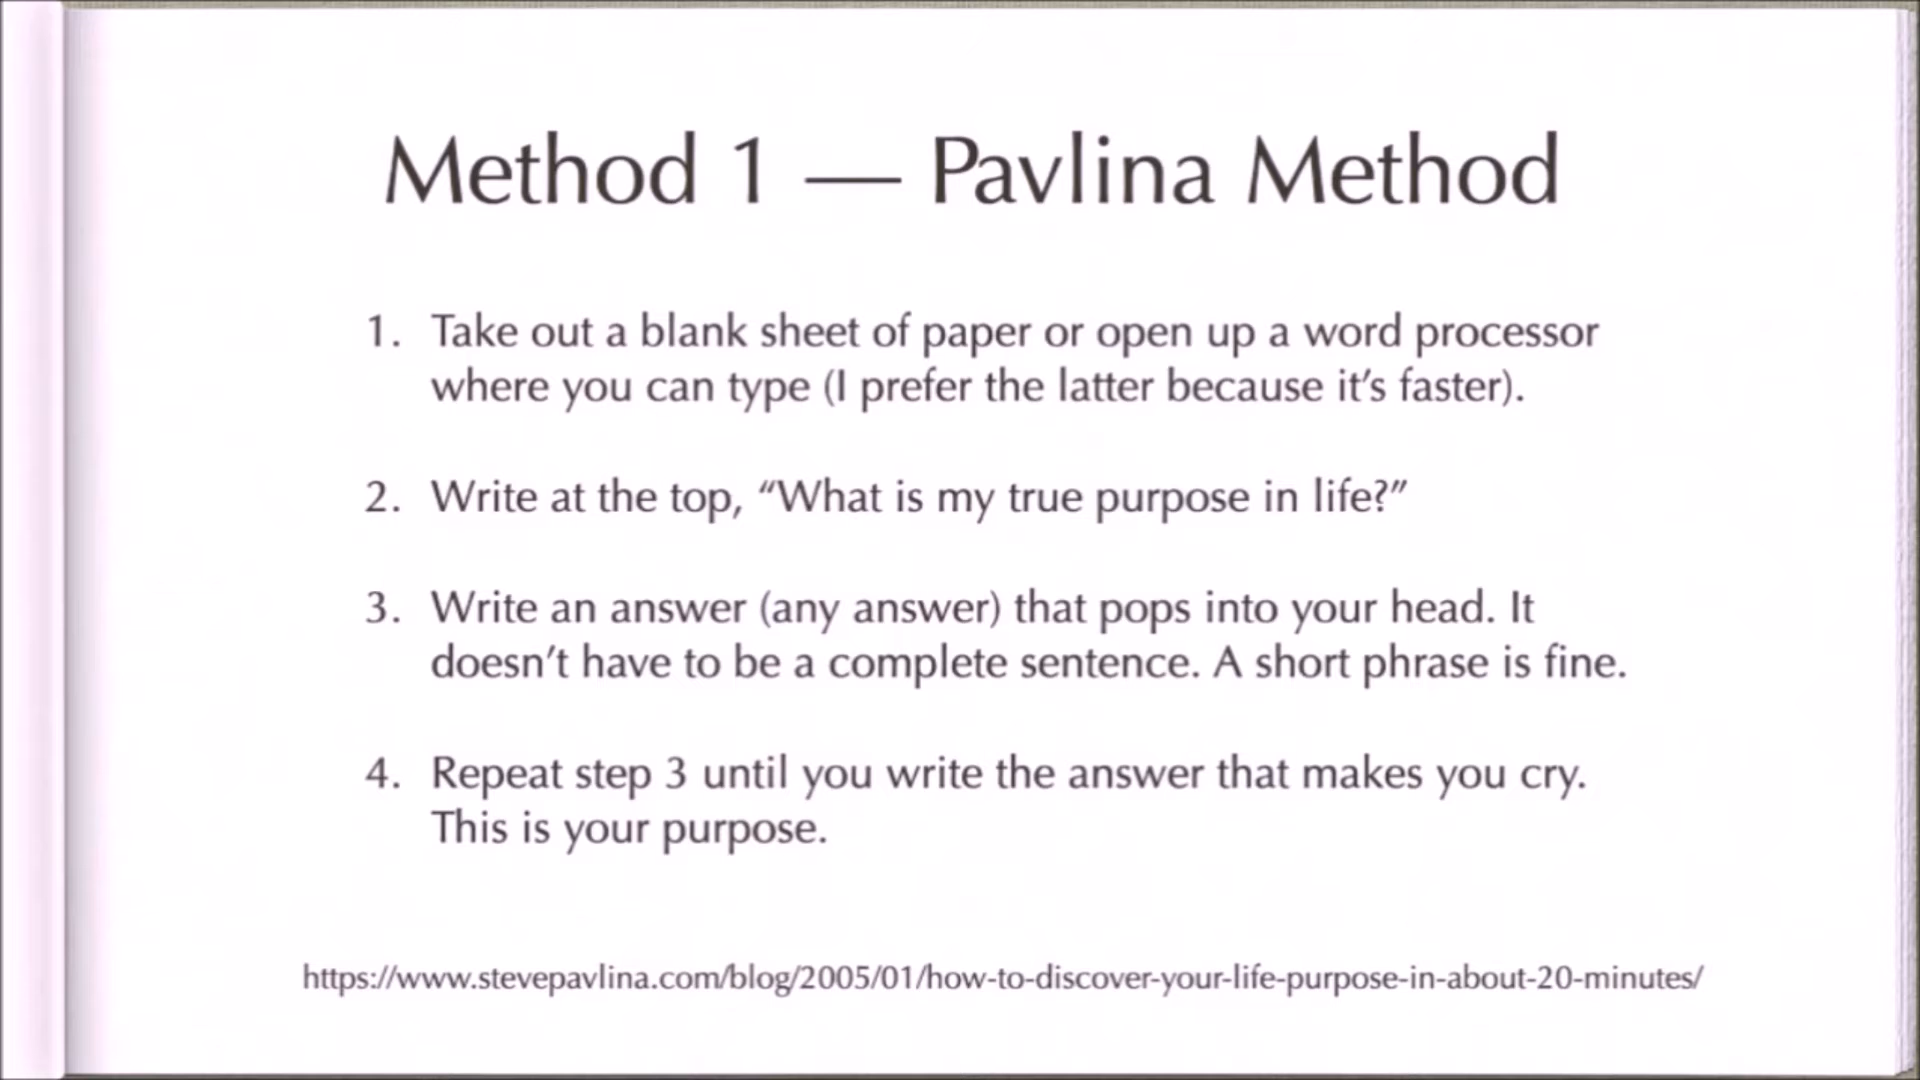 Method 1 — Pavlina Method
1. Take out a blank sheet of paper or open up a word processor
where you can type (I prefer the latter because it’s faster).
2. Write at the top, “What is my true purpose in life?”
3. Write an answer (any answer) that pops into your head. It
doesn’t have to be a complete sentence. A short phrase is fine.
4. Repeat step 3 until you write the answer that makes you cry.
This is your purpose.
https://www.stevepavlina.com/blog/2005/01/how-to-discover-your-life-purpose-in-about-20-minutes/